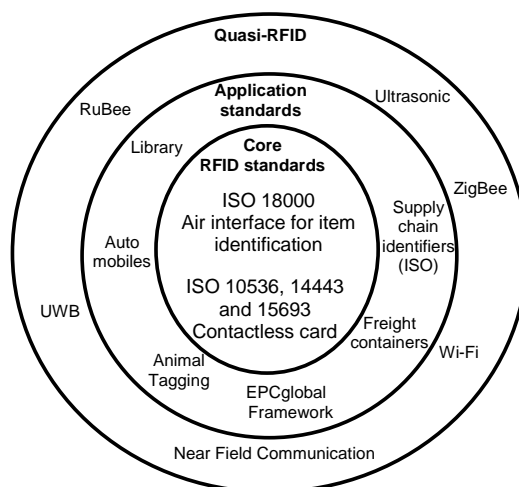 Quasi-RFID
RuBee
Ultrasonic
Application
standards
Library
Core
RFID standards
ZigBee
ISO 18000
Air interface for item
identification
Supply
chain
identifiers
(ISO)
Auto
mobiles
ISO 10536, 14443
and 15693
Contactless card
UWB
Freight
containers
Wi-Fi
Animal
Tagging
EPCglobal
Framework
Near Field Communication